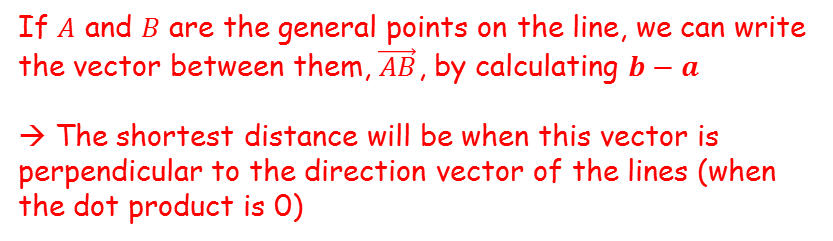 If A and B are the general points on the line, we can write
the vector between them, \overrightarrow{AB}, by calculating b − a
→ The shortest distance will be when this vector is
perpendicular to the direction vector of the lines (when
the dot product is 0)